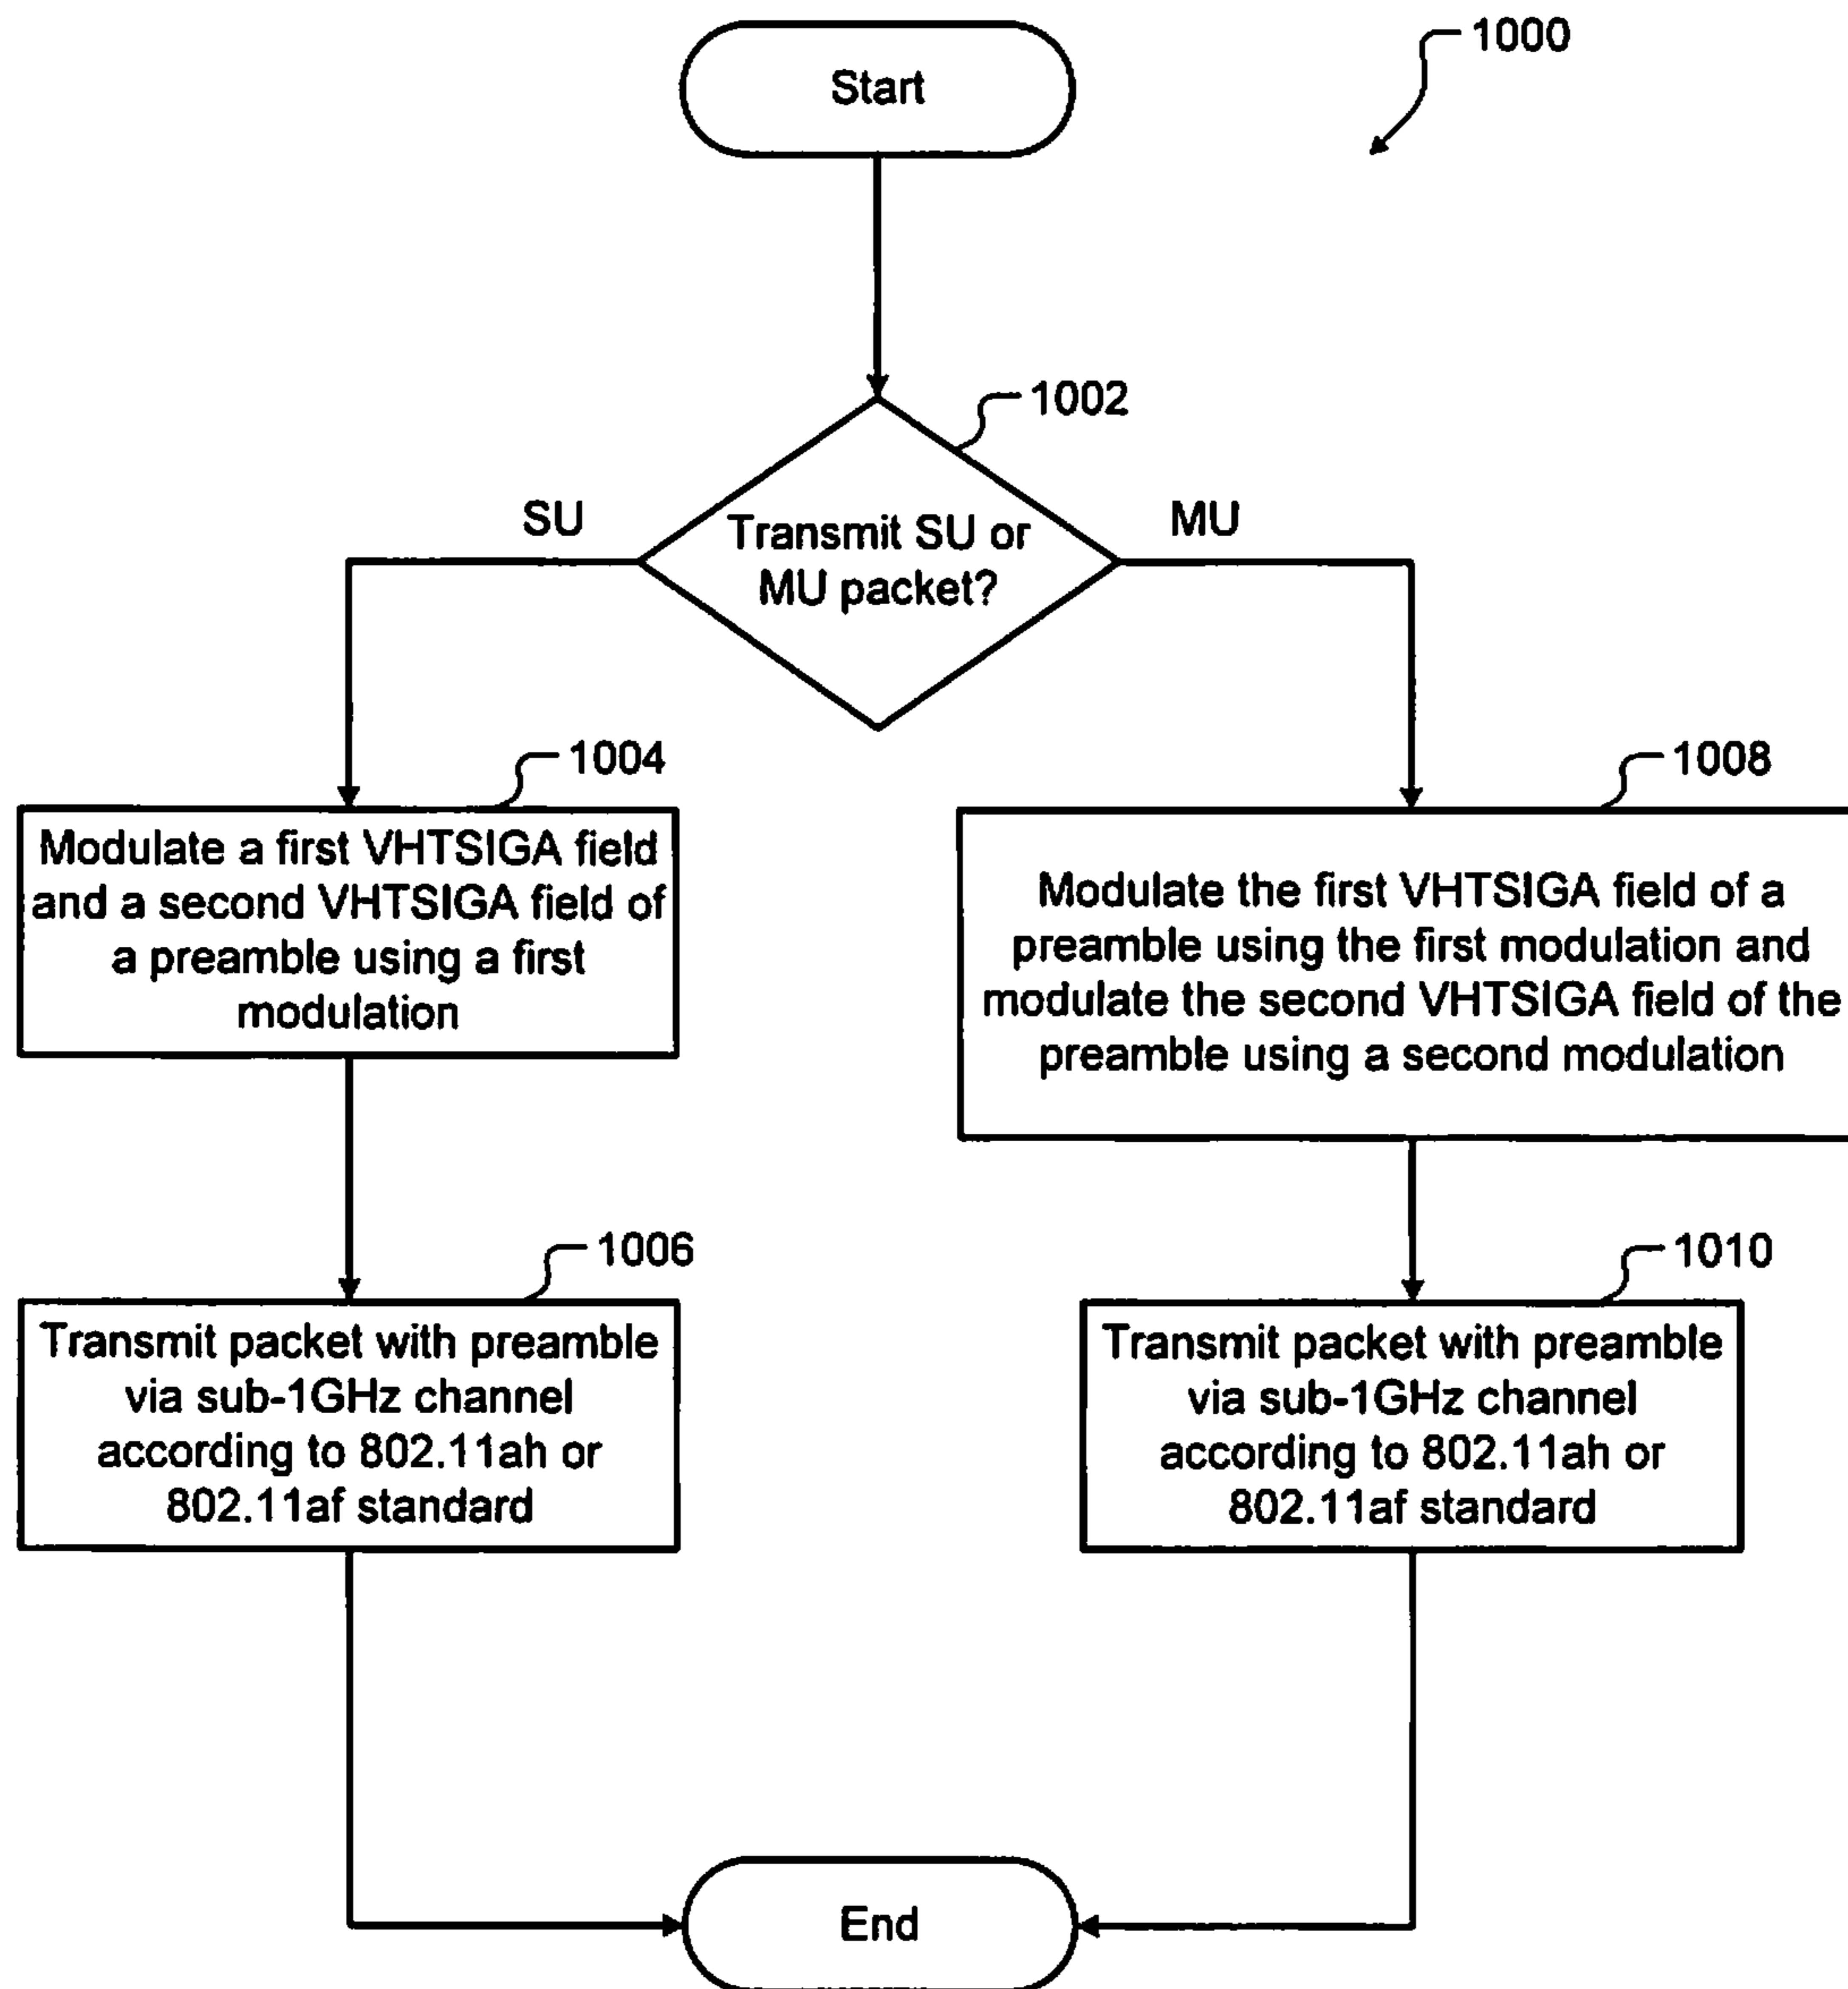 1000
Start
1002
SU
Transmit SU or
MU packet?
MU
1004
Modulate a first VHTSIGA field
and a second VHTSIGA field of
a preamble using a first
modulation
1008
Modulate the first VHTSIGA field of a
preamble using the first modulation and
modulate the second VHTSIGA field of the
preamble using a second modulation
1006
Transmit packet with preamble
via sub-1GHz channel
according to 802.11ah or
802.11af standard
1010
Transmit packet with preamble
via sub-1GHz channel
according to 802.11ah or
802.11af standard
End